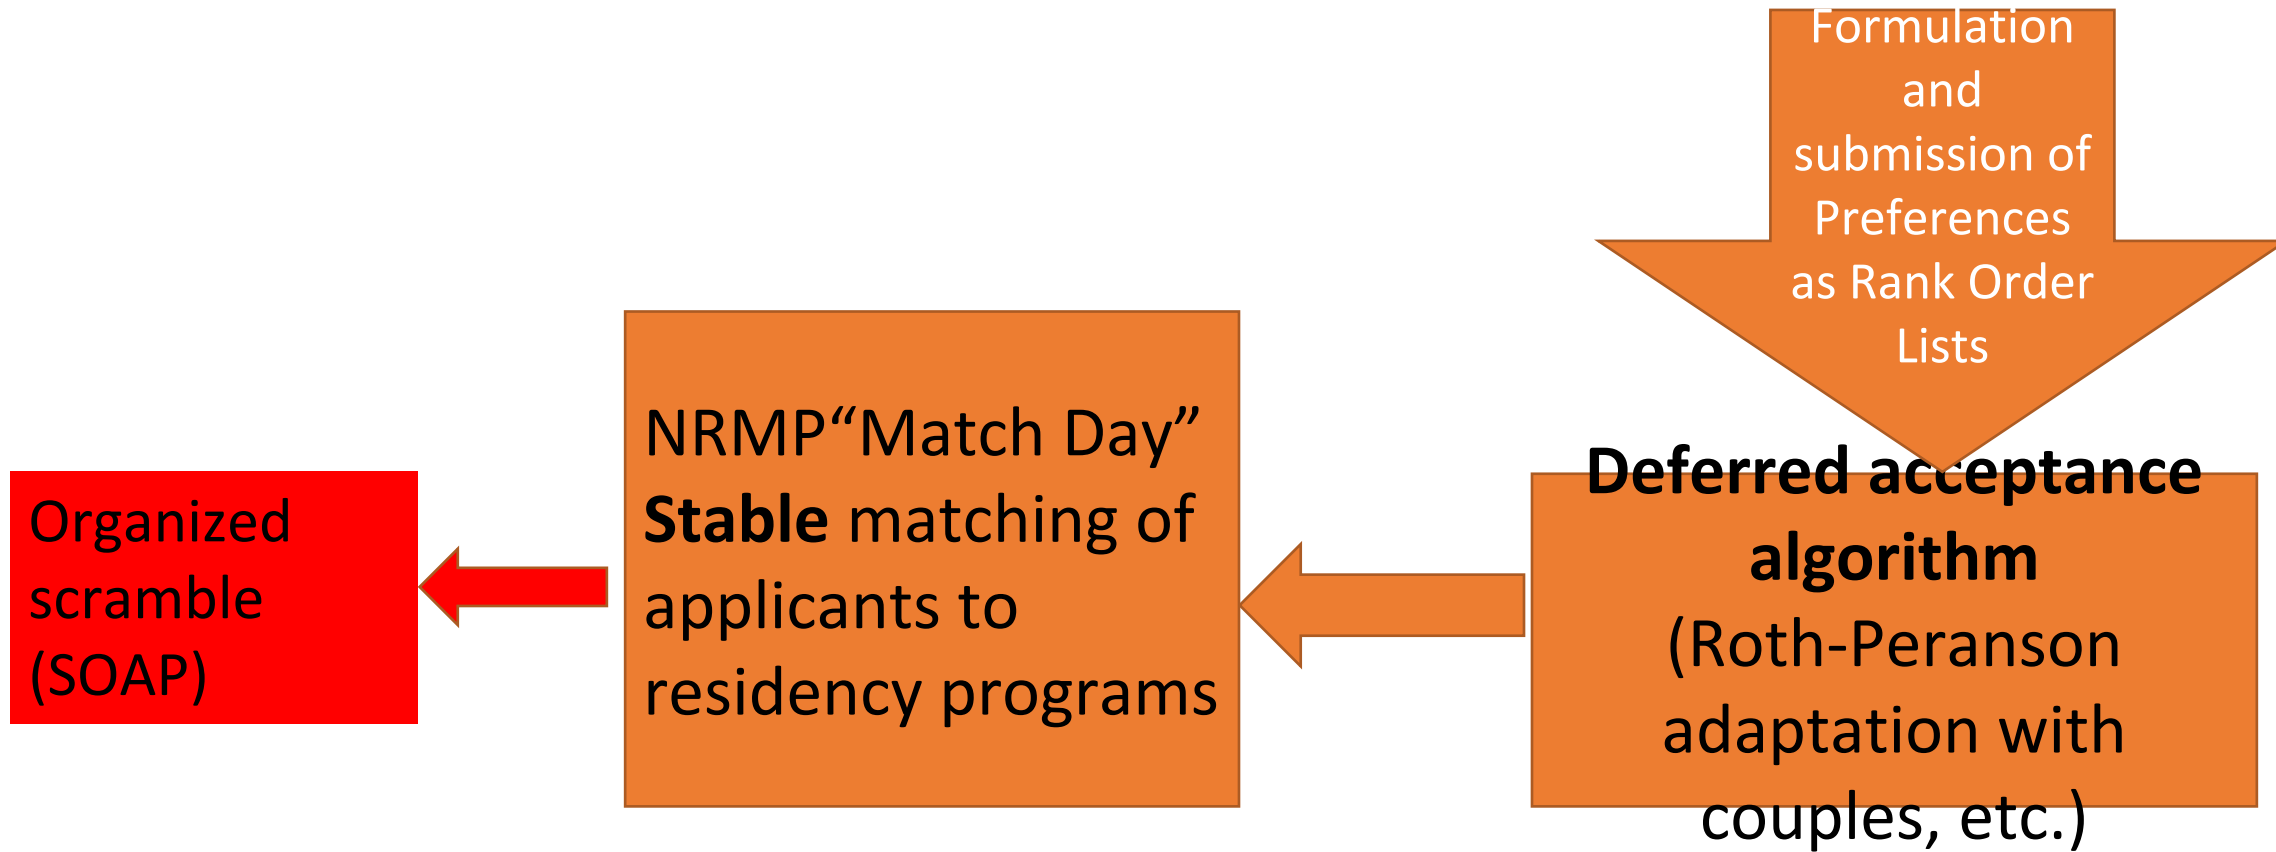 Formulation
and
submission of
Preferences
as Rank Order
Lists
Deferred acceptance
algorithm
(Roth-Peranson
adaptation with
couples, etc.)
NRMP“Match Day”
Stable matching of
applicants to
residency programs
Organized
scramble
(SOAP)